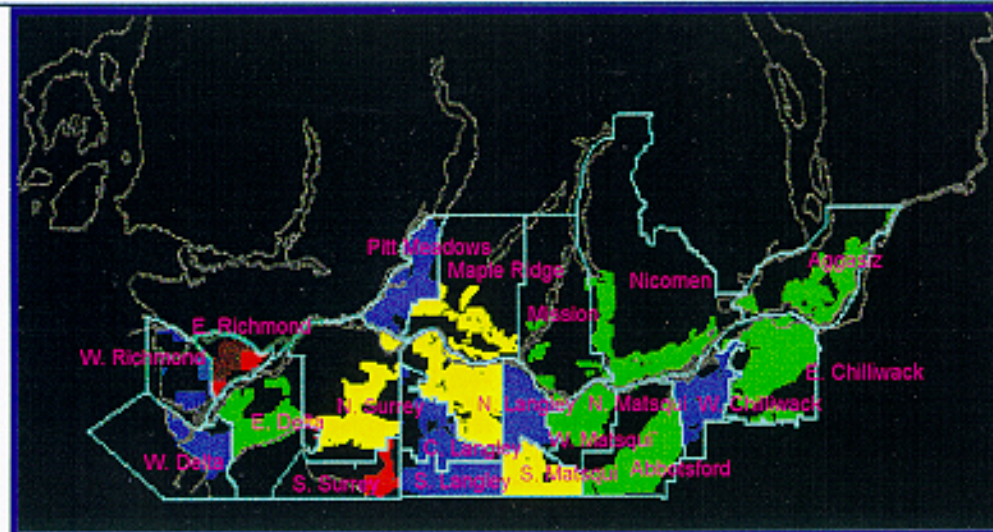 Pitt Meadows
Maple Ridge
Aggasiz
Nicomen
Mission
E. Richmond
W. Richmond
E. Chilliwack
N. Surrey
N. Langley
N. Matsqui
W. Chilliwack
E. Delta
W. Matsqui
C. Langley
W. Delta
S. Surrey
S. Langley
S. Matsqui
Abbotsford